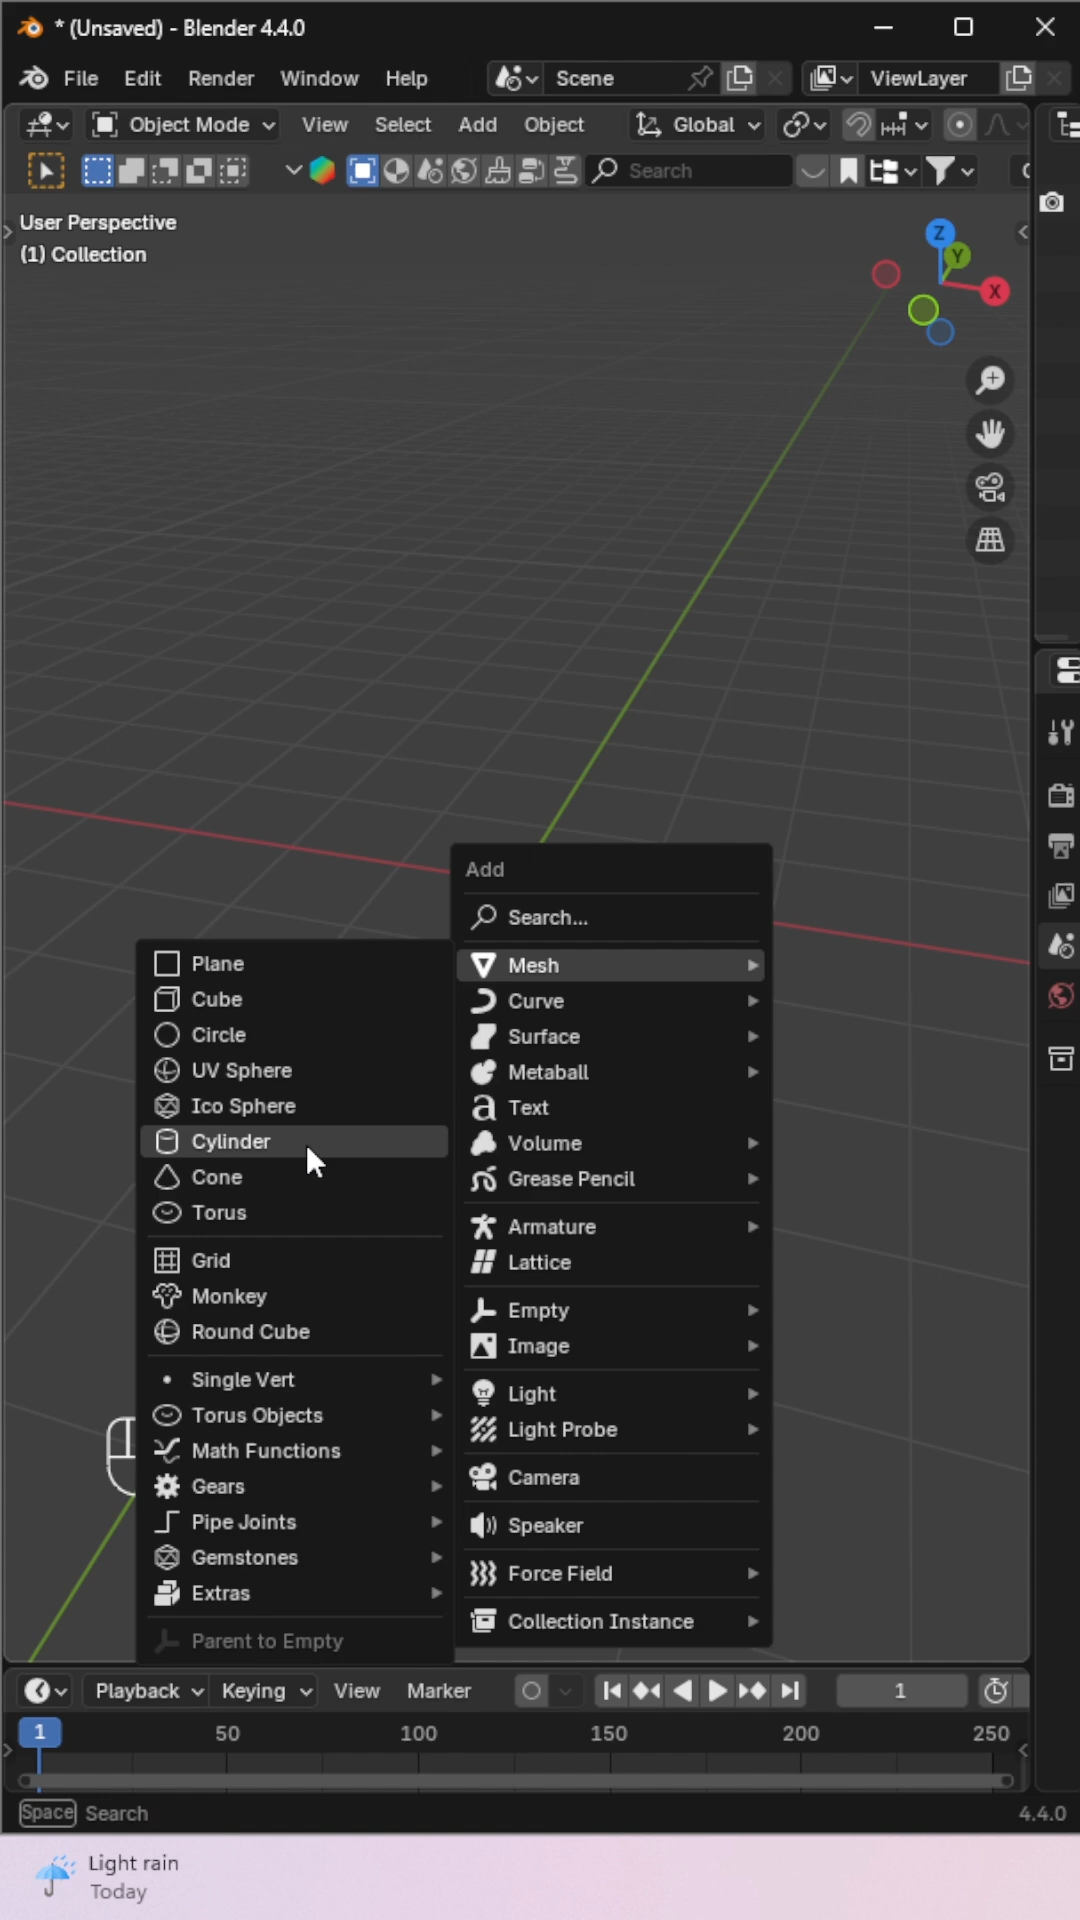 * (Unsaved) - Blender 4.4.0
File Edit Render Window Help Scene ViewLayer
Object Mode View Select Add Object Global
Search
User Perspective
(1) Collection
Z
Y
X
Add
Search...
Mesh
Curve
Surface
Metaball
Text
Volume
Grease Pencil
Armature
Lattice
Empty
Image
Light
Light Probe
Camera
Speaker
Force Field
Collection Instance
Plane
Cube
Circle
UV Sphere
Ico Sphere
Cylinder
Cone
Torus
Grid
Monkey
Round Cube
Single Vert
Torus Objects
Math Functions
Gears
Pipe Joints
Gemstones
Extras
Parent to Empty
Playback Keying View Marker 1
1 50 100 150 200 250
Space Search 4.4.0
Light rain
Today